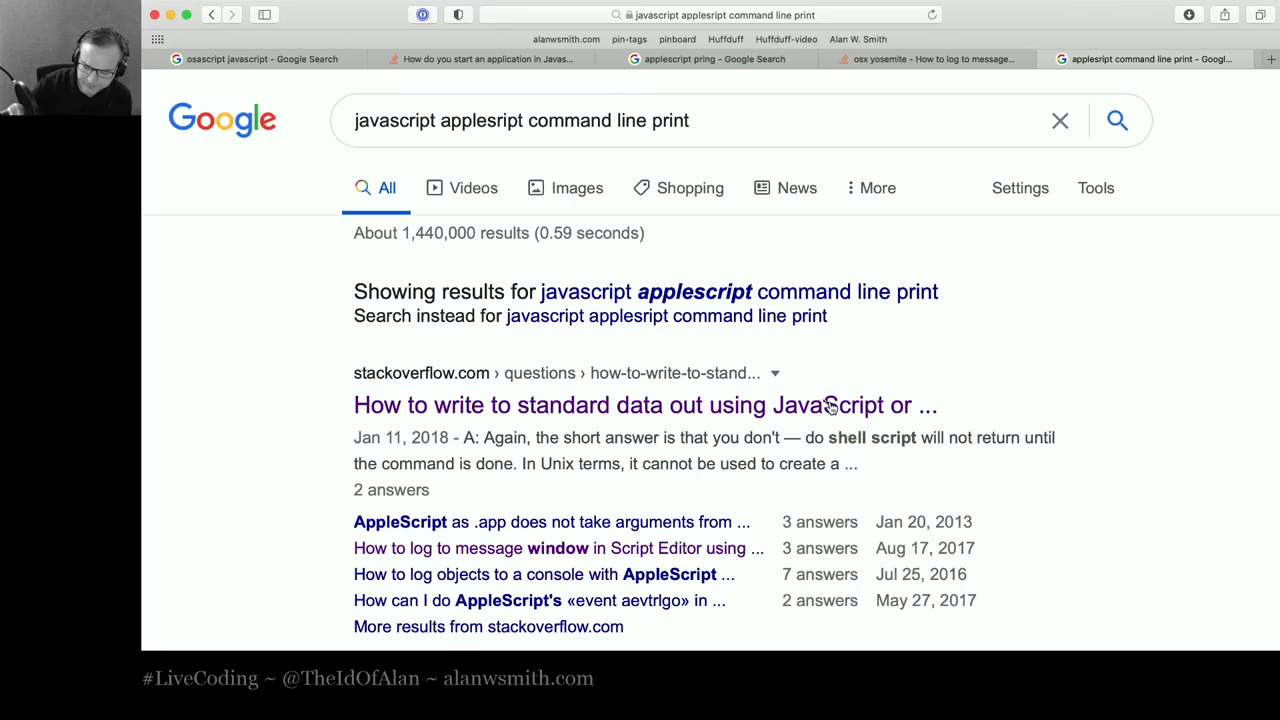 javascript applesript command line print
alanwsmith.com pin-tags pinboard Huffduff Huffduff-video Alan W. Smith
osascript javascript - Google Search
How do you start an application in Javas...
applescript pring - Google Search
osx yosemite - How to log to message...
applesript command line print - Googl...
Google
javascript applesript command line print
All Videos Images Shopping News More Settings Tools
About 1,440,000 results (0.59 seconds)
Showing results for javascript applescript command line print
Search instead for javascript applesript command line print
stackoverflow.com › questions › how-to-write-to-stand...
How to write to standard data out using JavaScript or ...
Jan 11, 2018 - A: Again, the short answer is that you don't — do shell script will not return until
the command is done. In Unix terms, it cannot be used to create a ...
2 answers
AppleScript as .app does not take arguments from ... 3 answers Jan 20, 2013
How to log to message window in Script Editor using ... 3 answers Aug 17, 2017
How to log objects to a console with AppleScript ... 7 answers Jul 25, 2016
How can I do AppleScript's «event aevtrlgo» in ... 2 answers May 27, 2017
More results from stackoverflow.com
#LiveCoding ~ @TheIdOfAlan ~ alanwsmith.com